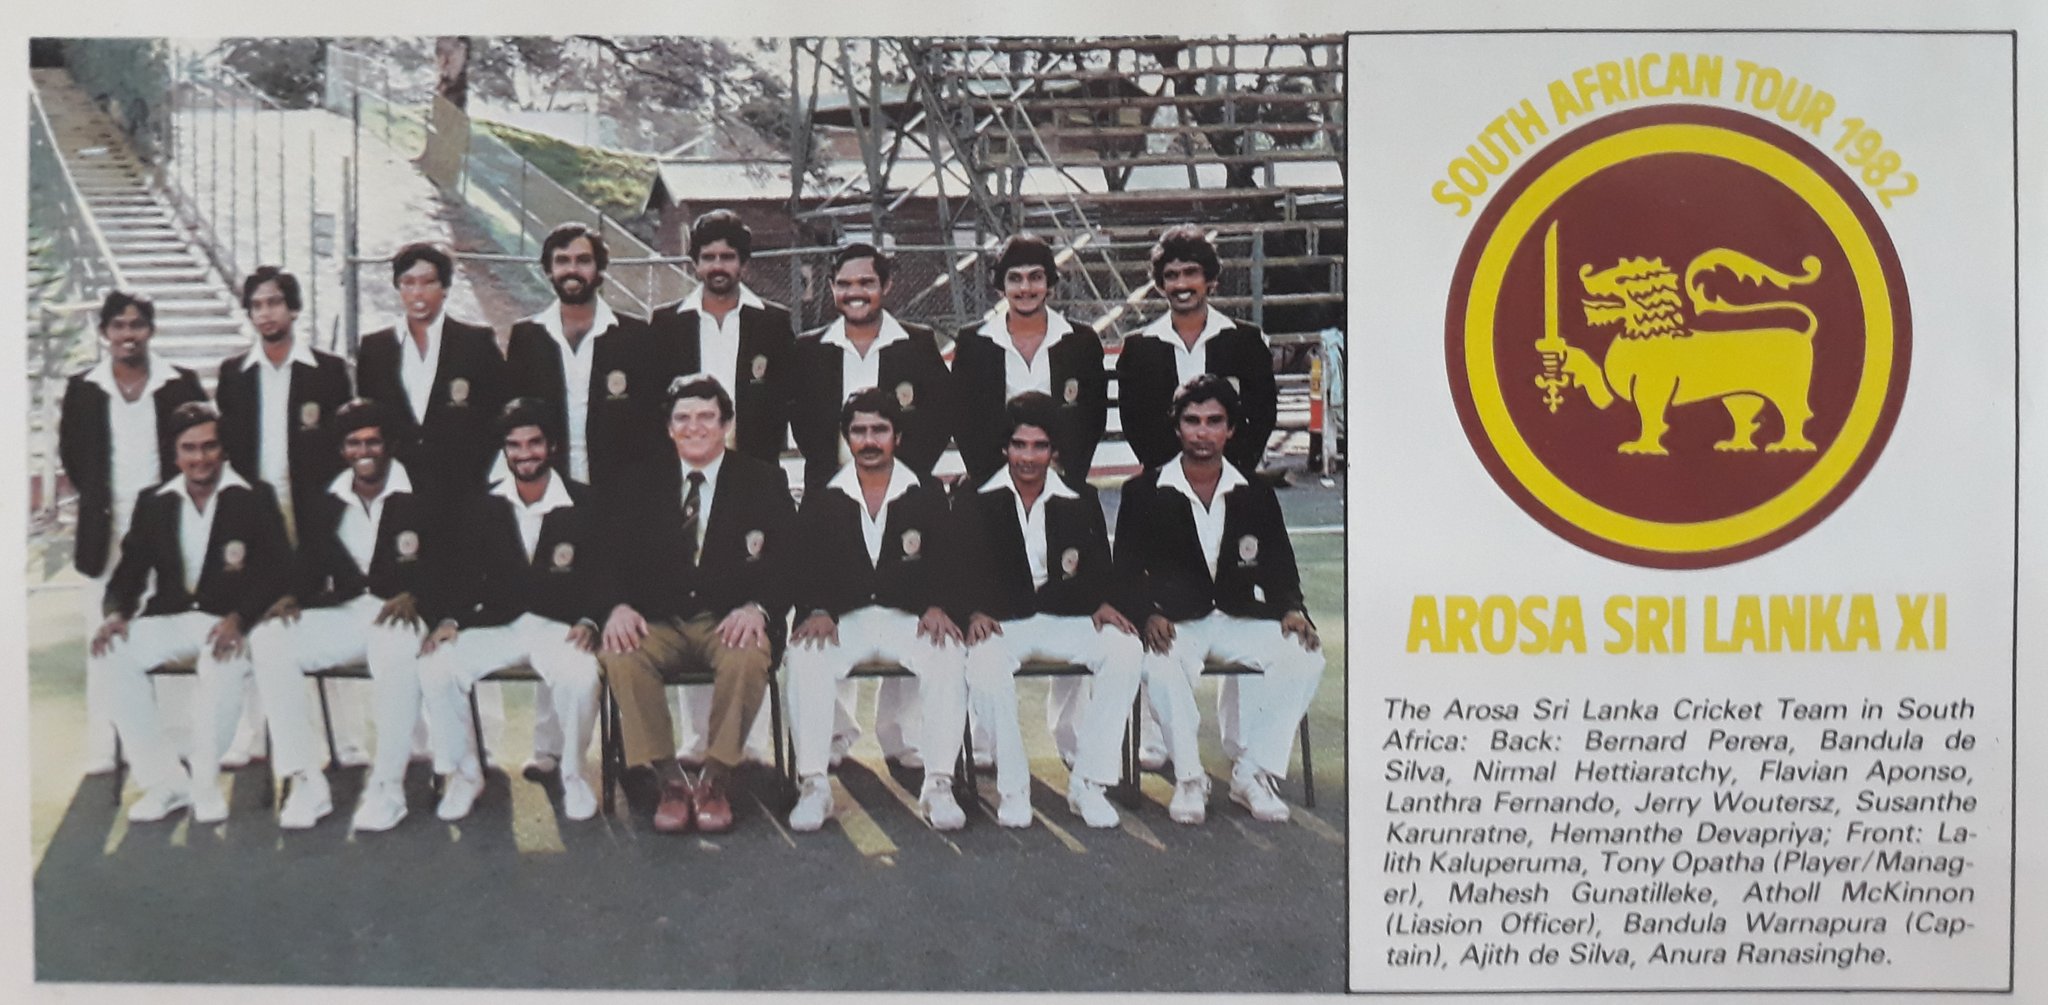 SOUTH AFRICAN TOUR 1982
AROSA SRI LANKA XI
The Arosa Sri Lanka Cricket Team in South
Africa: Back: Bernard Perera, Bandula de
Silva, Nirmal Hettiaratchy, Flavian Aponso,
Lanthra Fernando, Jerry Woutersz, Susanthe
Karunratne, Hemanthe Devapriya; Front: La-
lith Kaluperuma, Tony Opatha (Player/Manag-
er), Mahesh Gunatilleke, Atholl McKinnon
(Liasion Officer), Bandula Warnapura (Cap-
tain), Ajith de Silva, Anura Ranasinghe.